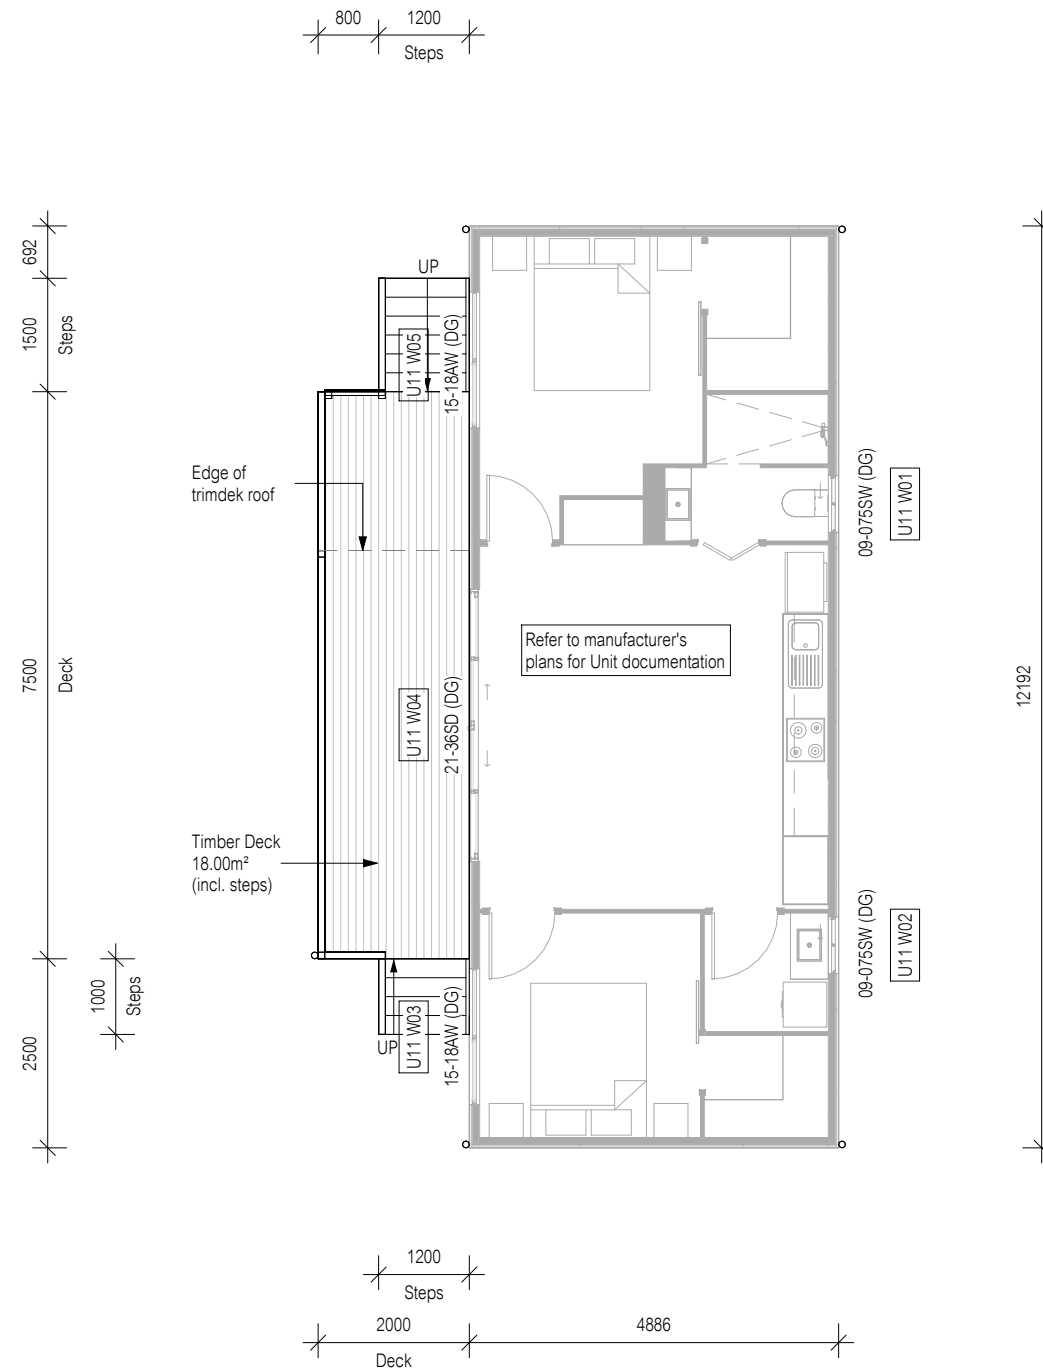 800
1200
Steps
692
UP
1500
Steps
U11 W05
15-18AW (DG)
Edge of
trimdek roof
09-075SW (DG)
U11 W01
Refer to manufacturer's
plans for Unit documentation
7500
Deck
U11 W04
21-36SD (DG)
12192
Timber Deck
18.00m²
(incl. steps)
09-075SW (DG)
U11 W02
1000
Steps
2500
UP
U11 W03
15-18AW (DG)
1200
Steps
2000
4886
Deck